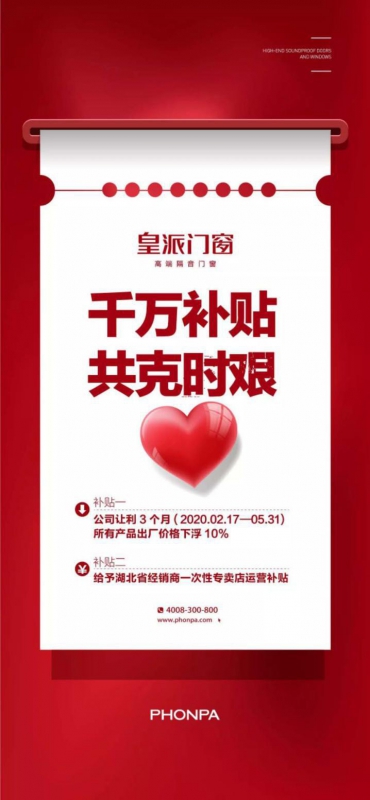 HIGH-END SOUNDPROOF DOORS
AND WINDOWS
皇派门窗
高端隔音门窗
千万补贴
共克时艰
补贴一
公司让利 3 个月（2020.02.17—05.31）
所有产品出厂价格下浮 10%
¥
补贴二
给予湖北省经销商一次性专卖店运营补贴
4008-300-800
www.phonpa.com
PHONPA